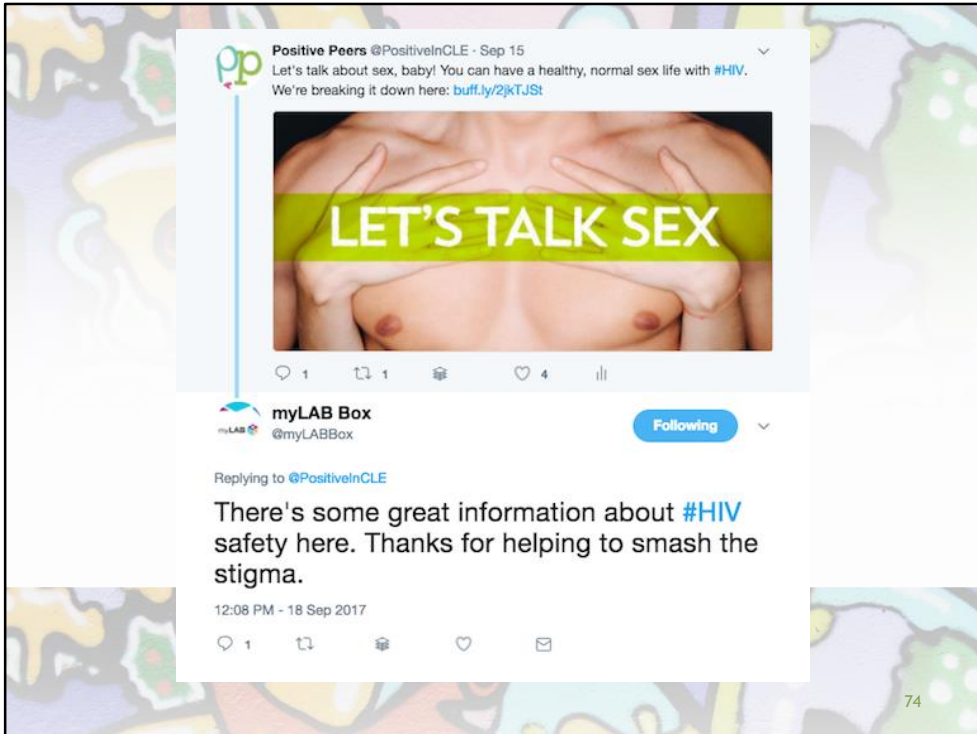 Positive Peers @PositiveInCLE · Sep 15
Let's talk about sex, baby! You can have a healthy, normal sex life with #HIV.
We're breaking it down here: buff.ly/2jkTJSt
pp
LET'S TALK SEX
1 1 4
myLAB Box
@myLABBox
myLAB
Following
Replying to @PositiveInCLE
There's some great information about #HIV
safety here. Thanks for helping to smash the
stigma.
12:08 PM - 18 Sep 2017
1
74